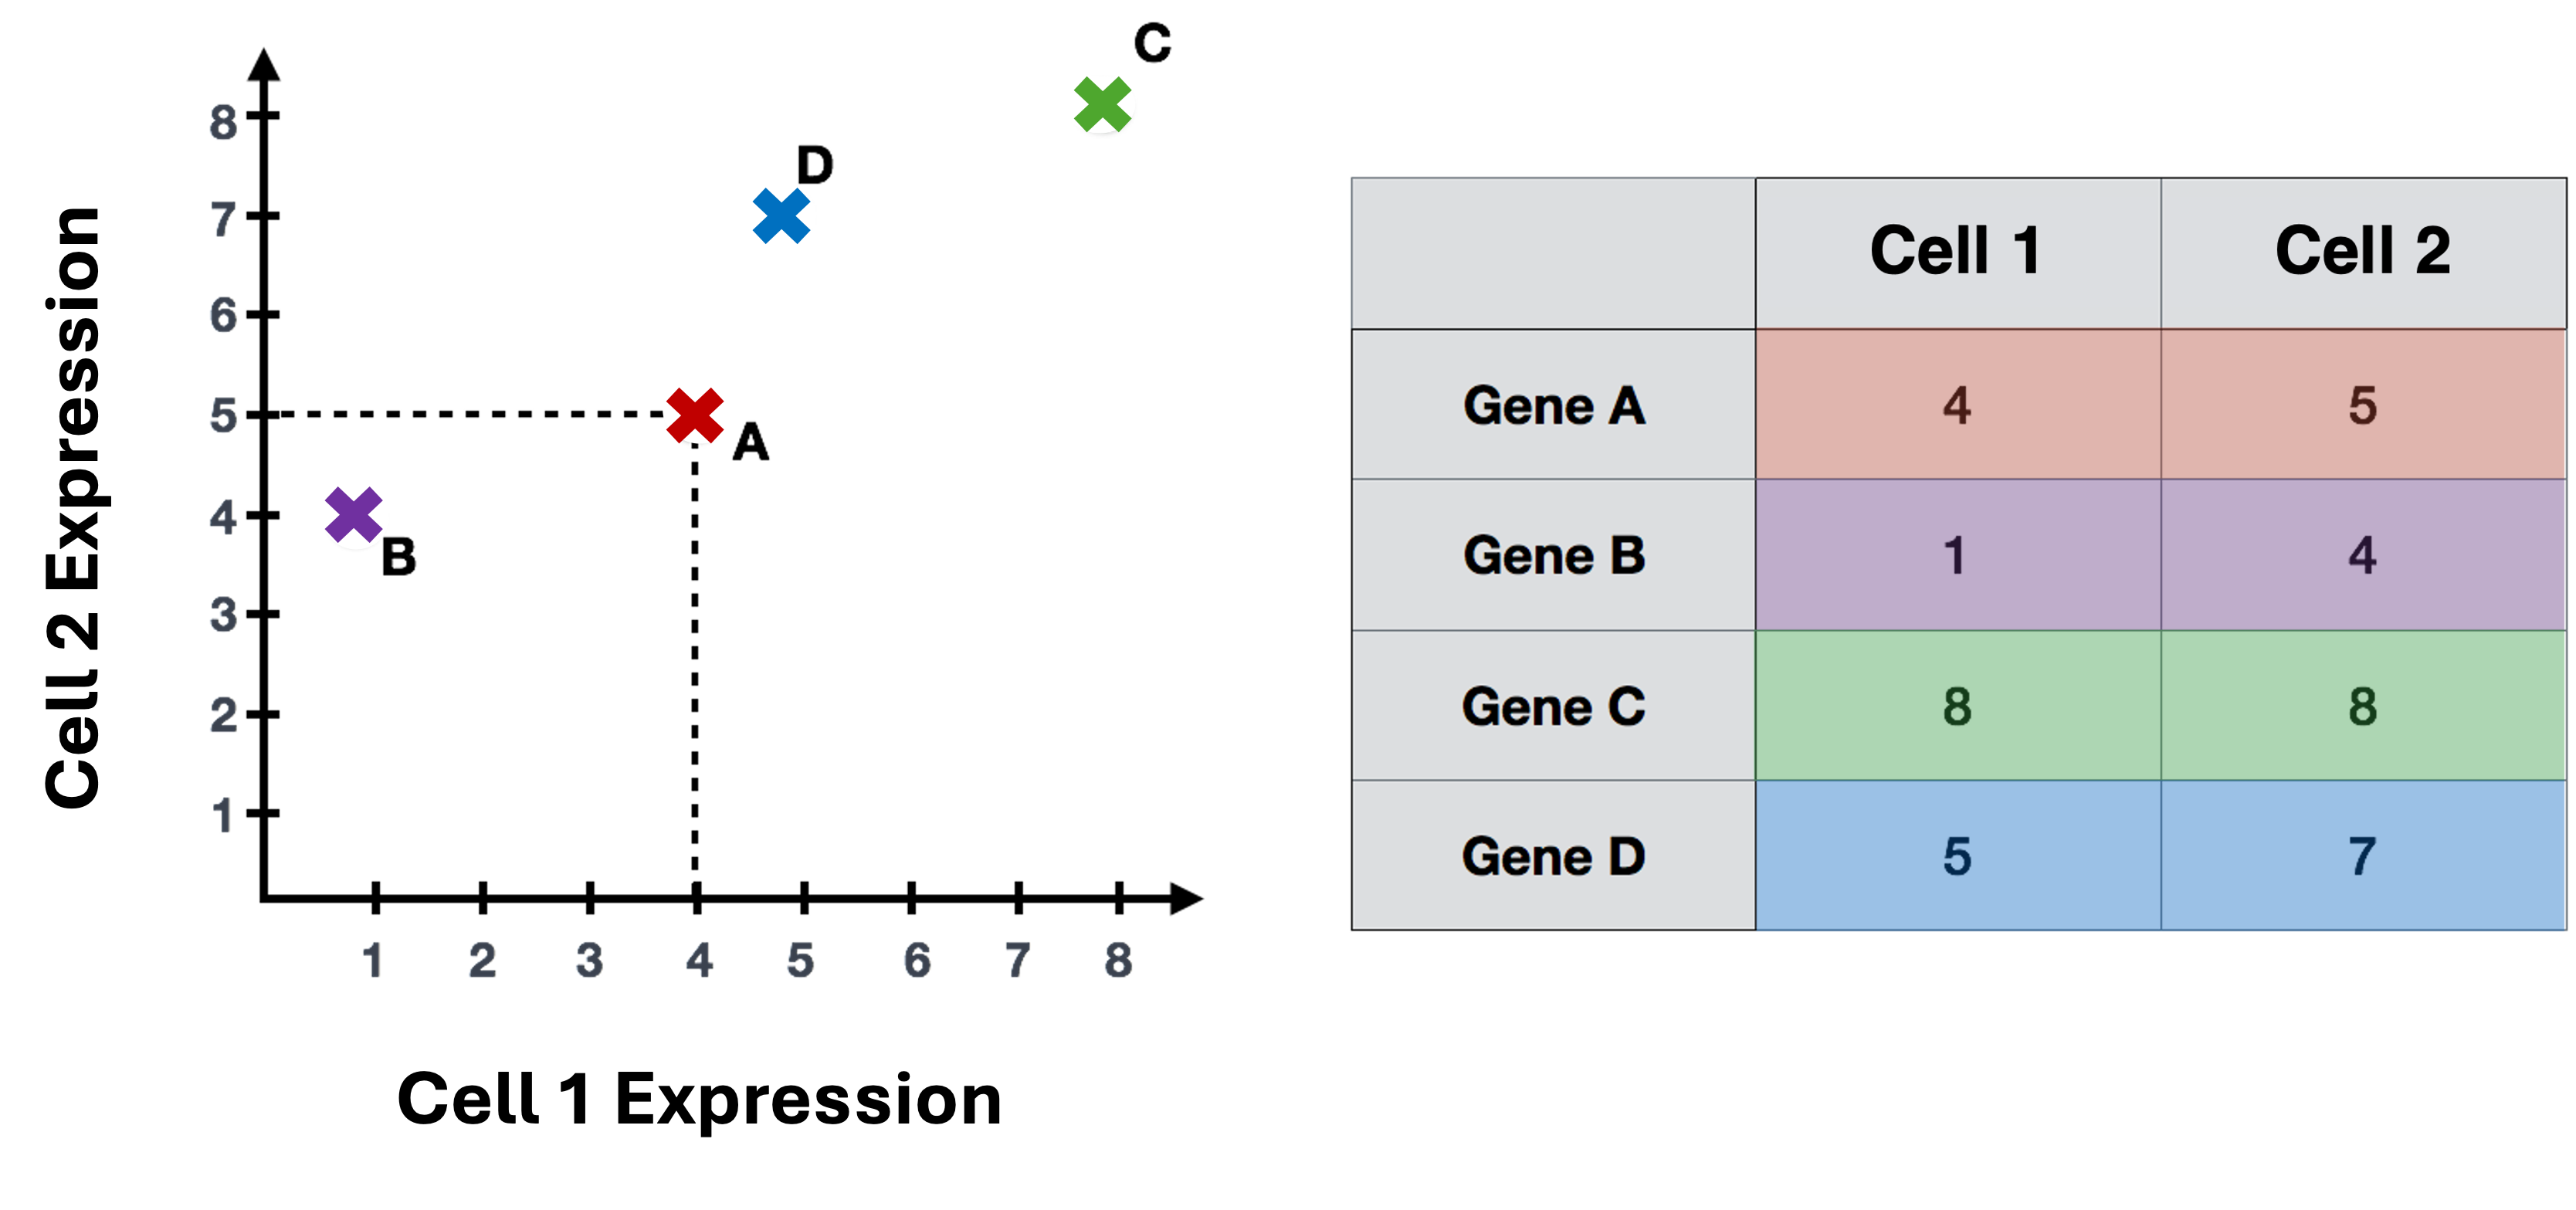 C
8
D
7
6
Cell 2 Expression
5
A
4
B
3
2
1
1 2 3 4 5 6 7 8
Cell 1 Expression
Cell 1 Cell 2
Gene A 4 5
Gene B 1 4
Gene C 8 8
Gene D 5 7